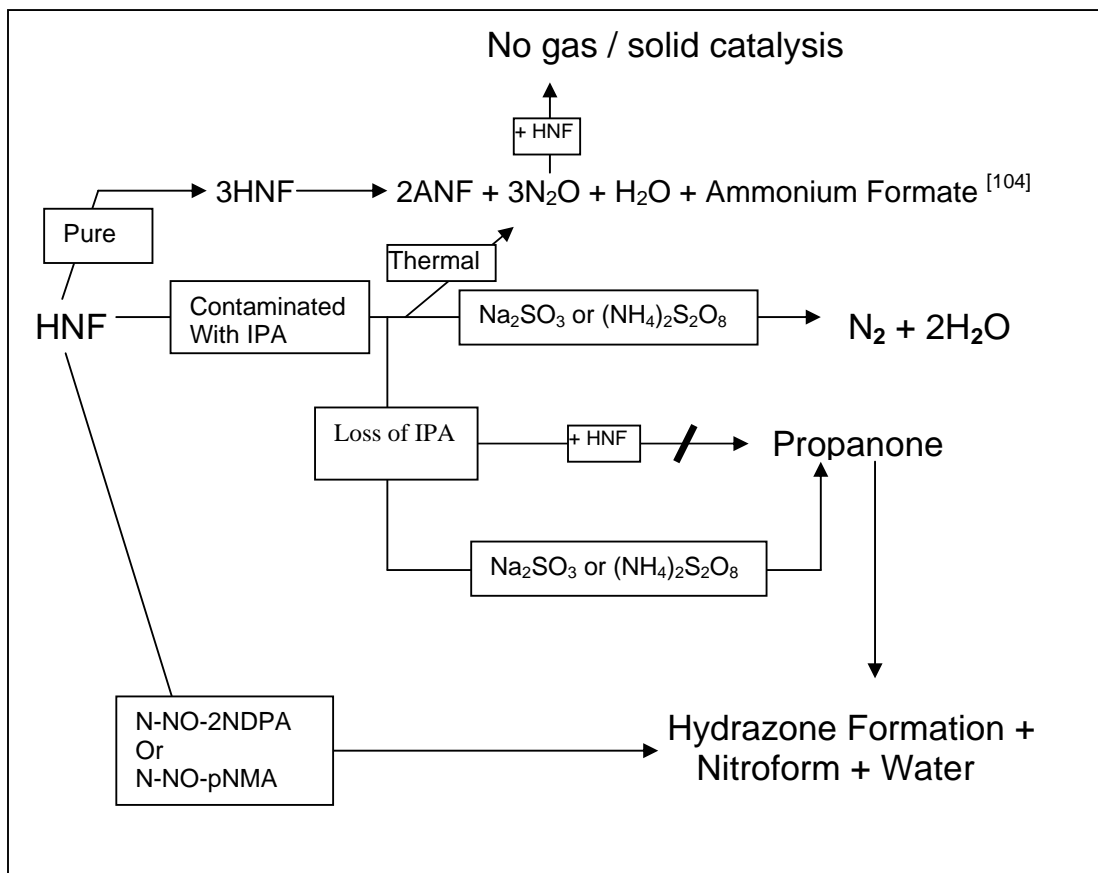 No gas / solid catalysis
+ HNF
3HNF
2ANF + 3N₂O + H₂O + Ammonium Formate [104]
Pure
Thermal
HNF
Contaminated
With IPA
Na₂SO₃ or (NH₄)₂S₂O₈
N₂ + 2H₂O
Loss of IPA
+ HNF
Propanone
Na₂SO₃ or (NH₄)₂S₂O₈
N-NO-2NDPA
Or
N-NO-pNMA
Hydrazone Formation +
Nitroform + Water